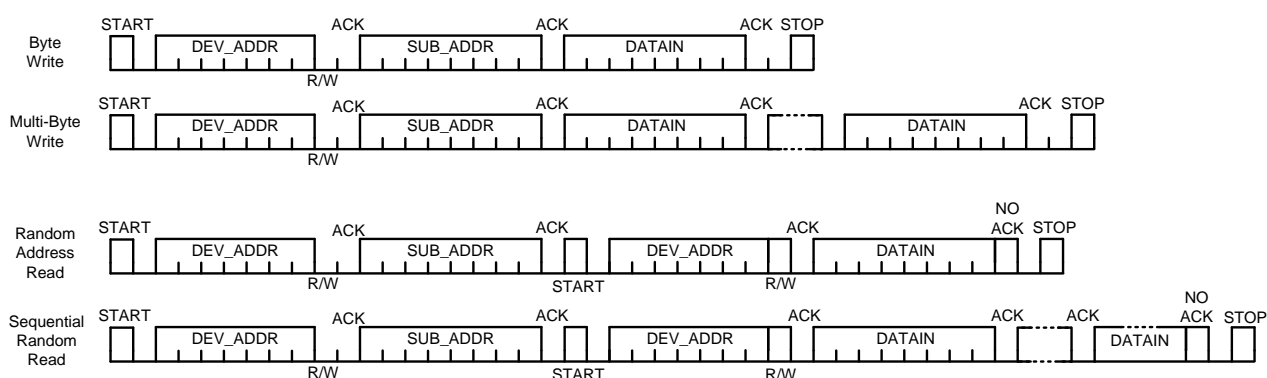 START ACK ACK ACK STOP
Byte
Write
DEV_ADDR SUB_ADDR DATAIN
R/W
START ACK ACK ACK ACK STOP
Multi-Byte
Write
DEV_ADDR SUB_ADDR DATAIN DATAIN
R/W
NO
START ACK ACK ACK ACK STOP
Random
Address
Read
DEV_ADDR SUB_ADDR DEV_ADDR DATAIN
R/W START R/W
NO
START ACK ACK ACK ACK ACK ACK STOP
Sequential
Random
Read
DEV_ADDR SUB_ADDR DEV_ADDR DATAIN DATAIN
R/W START R/W